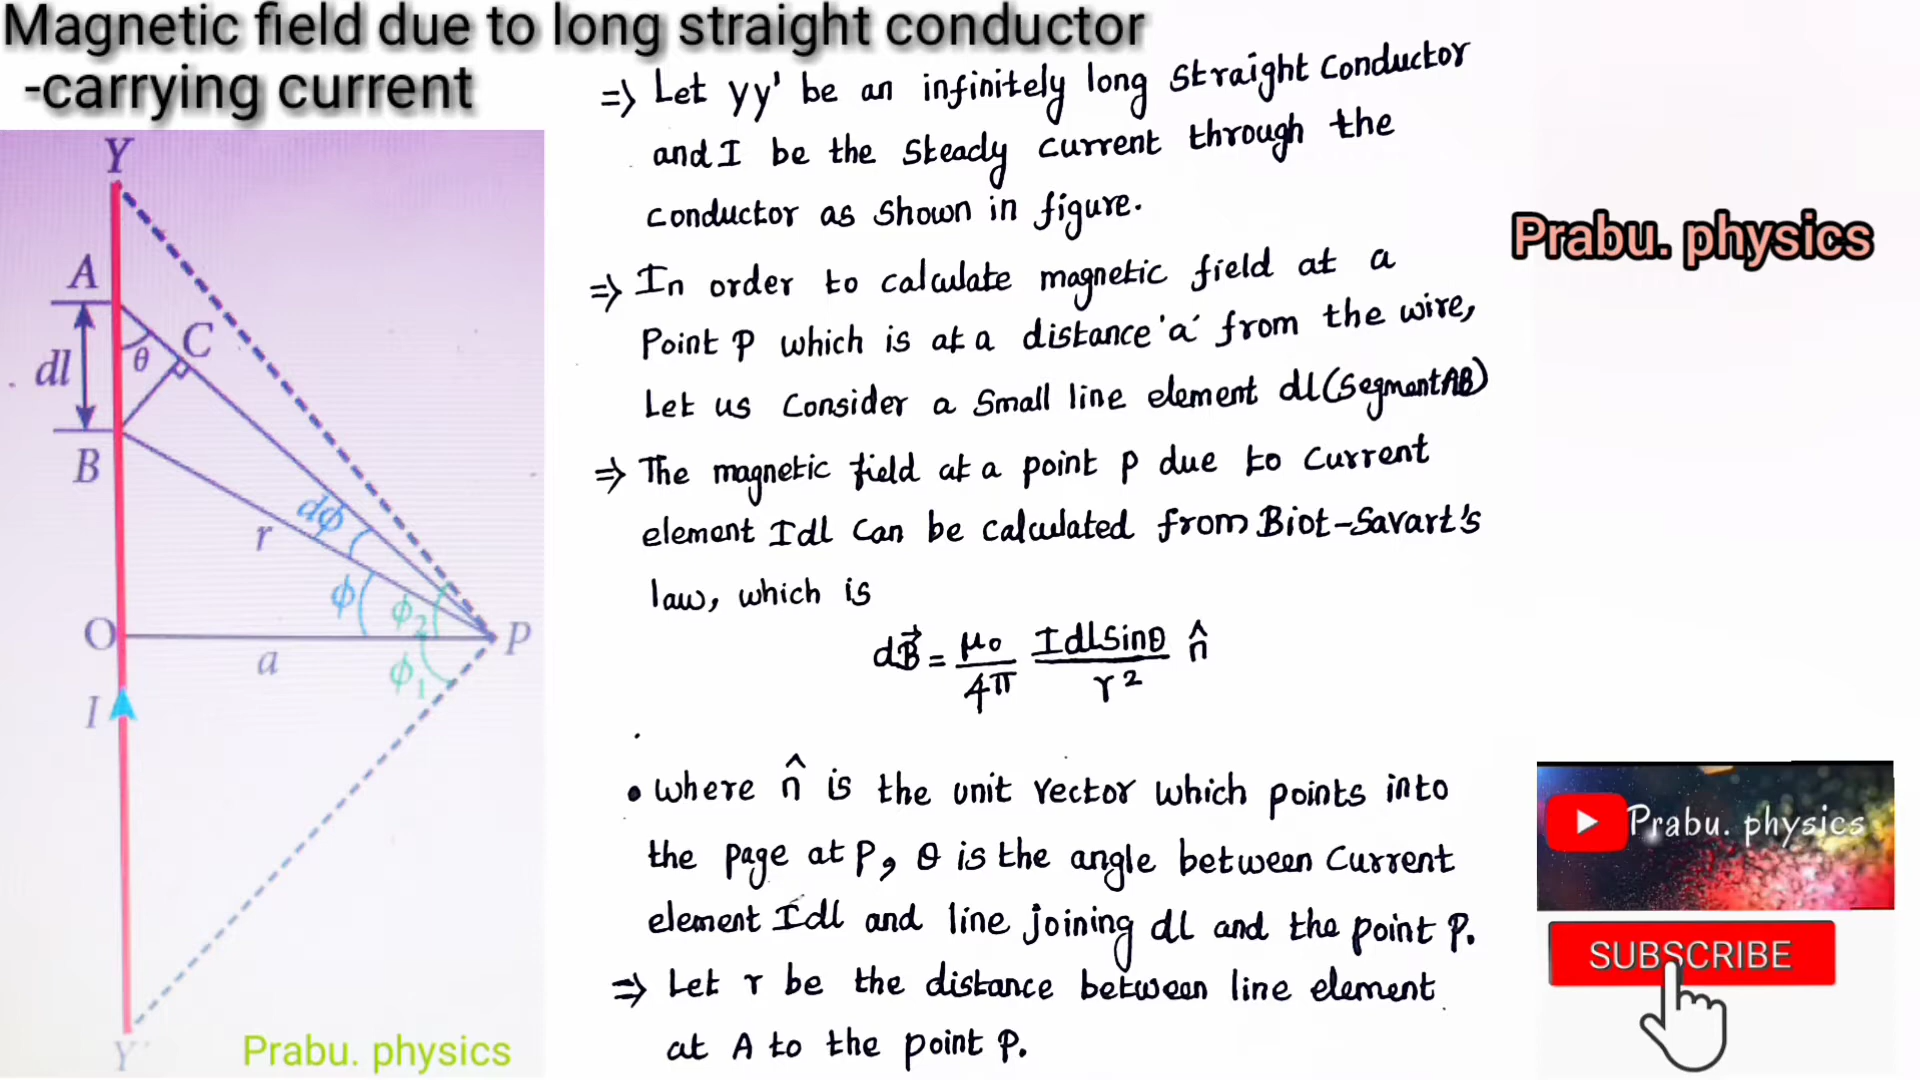 Magnetic field due to long straight conductor
-carrying current
⇒ Let yy' be an infinitely long straight conductor
and I be the steady current through the
conductor as shown in figure.
⇒ In order to calculate magnetic field at a
Point P which is at a distance 'a' from the wire,
Let us consider a small line element dl (segment AB)
⇒ The magnetic field at a point p due to current
element Idl can be calculated from Biot-Savart's
law, which is
dB⃗ = μ₀/4π Idl sinθ/r² n̂
• where n̂ is the unit vector which points into
the page at P, θ is the angle between current
element Idl and line joining dl and the point P.
⇒ Let r be the distance between line element
at A to the point P.
Y
A
C
θ
dl
B
dϕ
r
ϕ
ϕ₂
O
P
a
ϕ₁
I
Y'
Prabu. physics
Prabu. physics
Prabu. physics
SUBSCRIBE